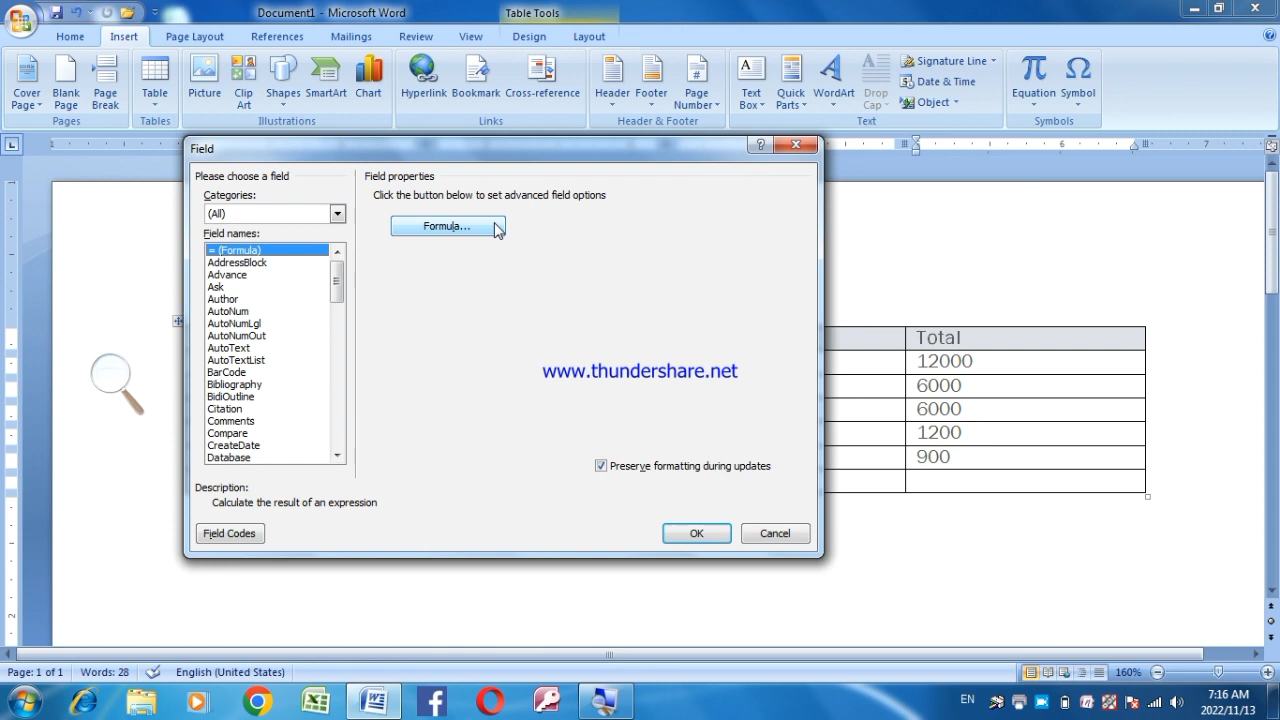 Document1 - Microsoft Word
Table Tools
Home Insert Page Layout References Mailings Review View Design Layout
Cover Page
Blank Page
Page Break
Table
Picture
Clip Art
Shapes
SmartArt
Chart
Hyperlink
Bookmark
Cross-reference
Header
Footer
Page Number
Text Box
Quick Parts
WordArt
Drop Cap
Signature Line
Date & Time
Object
Equation
Symbol
Pages Tables Illustrations Links Header & Footer Text Symbols
Field
Please choose a field
Categories:
(All)
Field names:
= (Formula)
AddressBlock
Advance
Ask
Author
AutoNum
AutoNumLgl
AutoNumOut
AutoText
AutoTextList
BarCode
Bibliography
BidiOutline
Citation
Comments
Compare
CreateDate
Database
Field properties
Click the button below to set advanced field options
Formula...
Preserve formatting during updates
Description:
Calculate the result of an expression
Field Codes
OK
Cancel
www.thundershare.net
Total
12000
6000
6000
1200
900
Page: 1 of 1
Words: 28
English (United States)
160%
EN
7:16 AM
2022/11/13